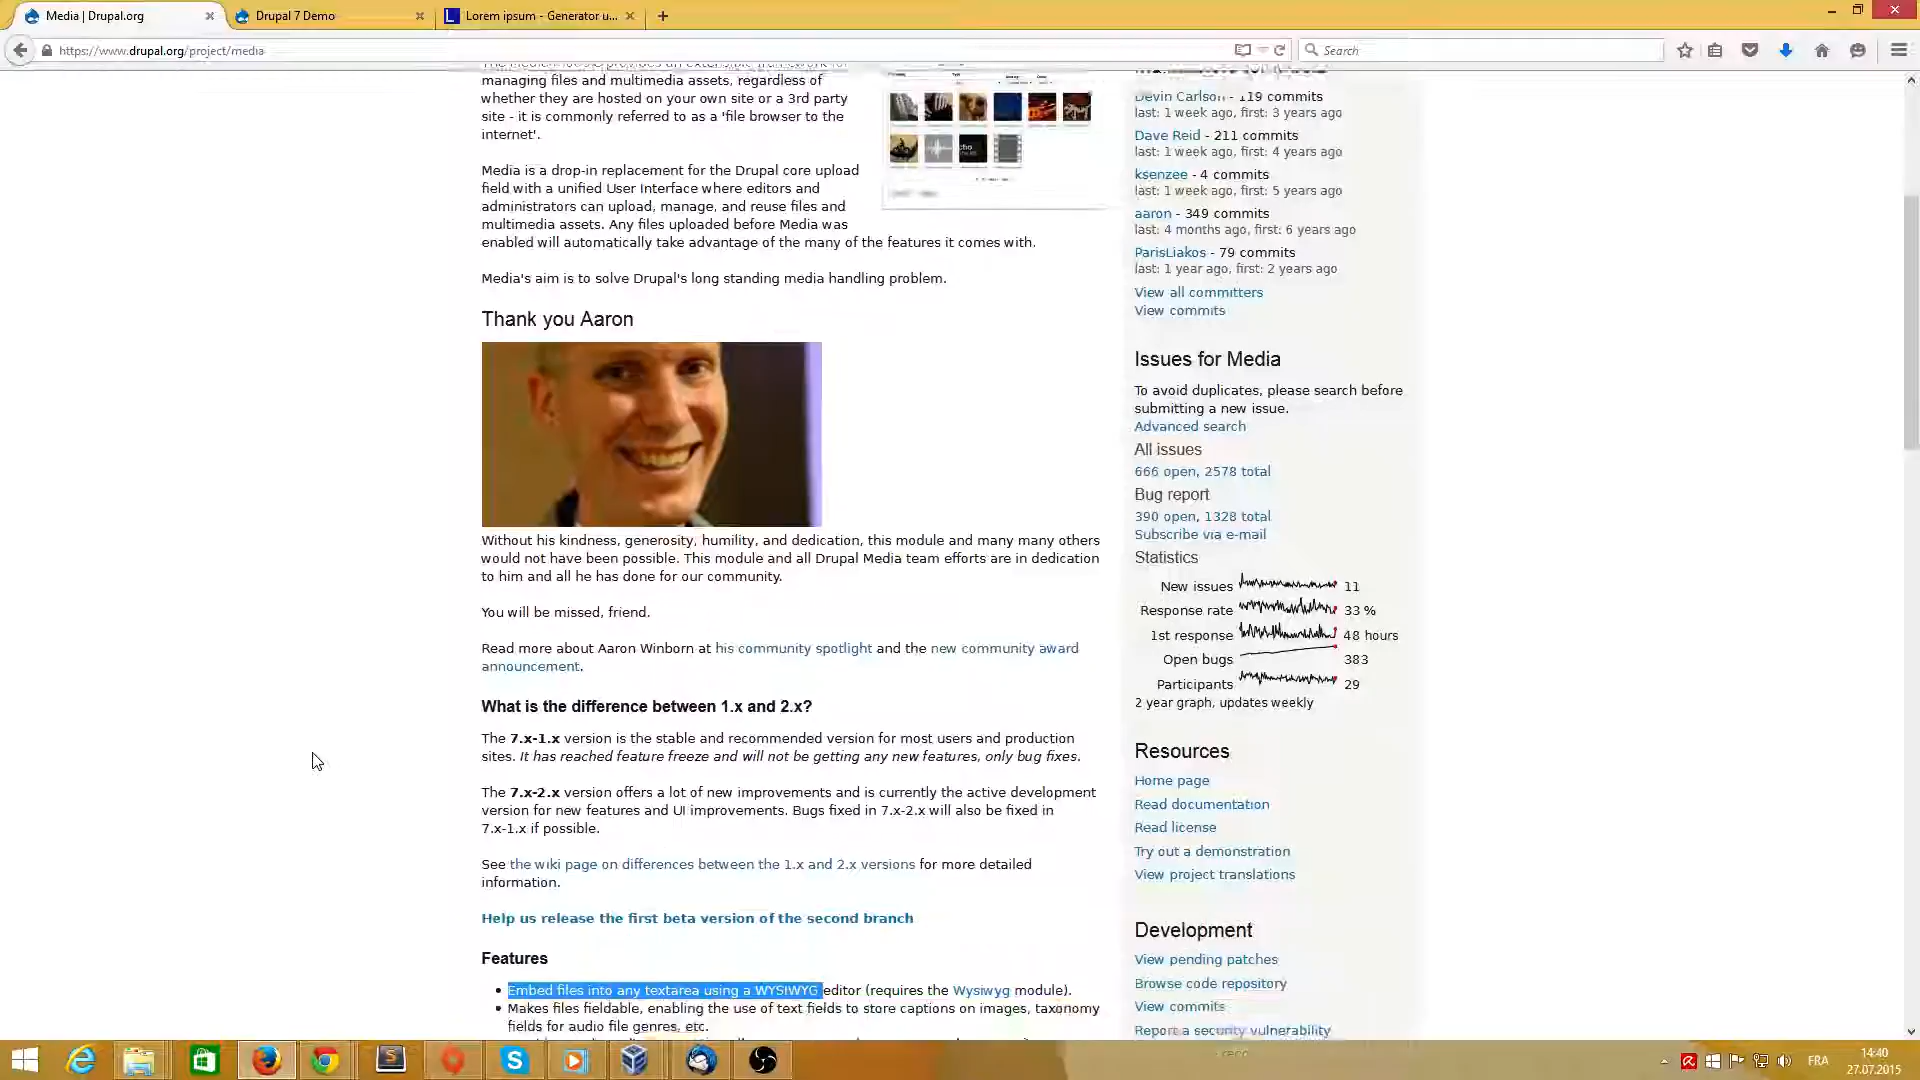 Media | Drupal.org
Drupal 7 Demo
Lorem ipsum - Generator u...
https://www.drupal.org/project/media
Search
managing files and multimedia assets, regardless of
whether they are hosted on your own site or a 3rd party
site - it is commonly referred to as a 'file browser to the
internet'.
Media is a drop-in replacement for the Drupal core upload
field with a unified User Interface where editors and
administrators can upload, manage, and reuse files and
multimedia assets. Any files uploaded before Media was
enabled will automatically take advantage of the many of the features it comes with.
Media's aim is to solve Drupal's long standing media handling problem.
Thank you Aaron
Without his kindness, generosity, humility, and dedication, this module and many many others
would not have been possible. This module and all Drupal Media team efforts are in dedication
to him and all he has done for our community.
You will be missed, friend.
Read more about Aaron Winborn at his community spotlight and the new community award
announcement.
What is the difference between 1.x and 2.x?
The 7.x-1.x version is the stable and recommended version for most users and production
sites. It has reached feature freeze and will not be getting any new features, only bug fixes.
The 7.x-2.x version offers a lot of new improvements and is currently the active development
version for new features and UI improvements. Bugs fixed in 7.x-2.x will also be fixed in
7.x-1.x if possible.
See the wiki page on differences between the 1.x and 2.x versions for more detailed
information.
Help us release the first beta version of the second branch
Features
Embed files into any textarea using a WYSIWYG editor (requires the Wysiwyg module).
Makes files fieldable, enabling the use of text fields to store captions on images, taxonomy
fields for audio file genres, etc.
Devin Carlson - 119 commits
last: 1 week ago, first: 3 years ago
Dave Reid - 211 commits
last: 1 week ago, first: 4 years ago
ksenzee - 4 commits
last: 1 week ago, first: 5 years ago
aaron - 349 commits
last: 4 months ago, first: 6 years ago
ParisLiakos - 79 commits
last: 1 year ago, first: 2 years ago
View all committers
View commits
Issues for Media
To avoid duplicates, please search before
submitting a new issue.
Advanced search
All issues
666 open, 2578 total
Bug report
390 open, 1328 total
Subscribe via e-mail
Statistics
New issues 11
Response rate 33 %
1st response 48 hours
Open bugs 383
Participants 29
2 year graph, updates weekly
Resources
Home page
Read documentation
Read license
Try out a demonstration
View project translations
Development
View pending patches
Browse code repository
View commits
Report a security vulnerability
FRA
14:40
27.07.2015